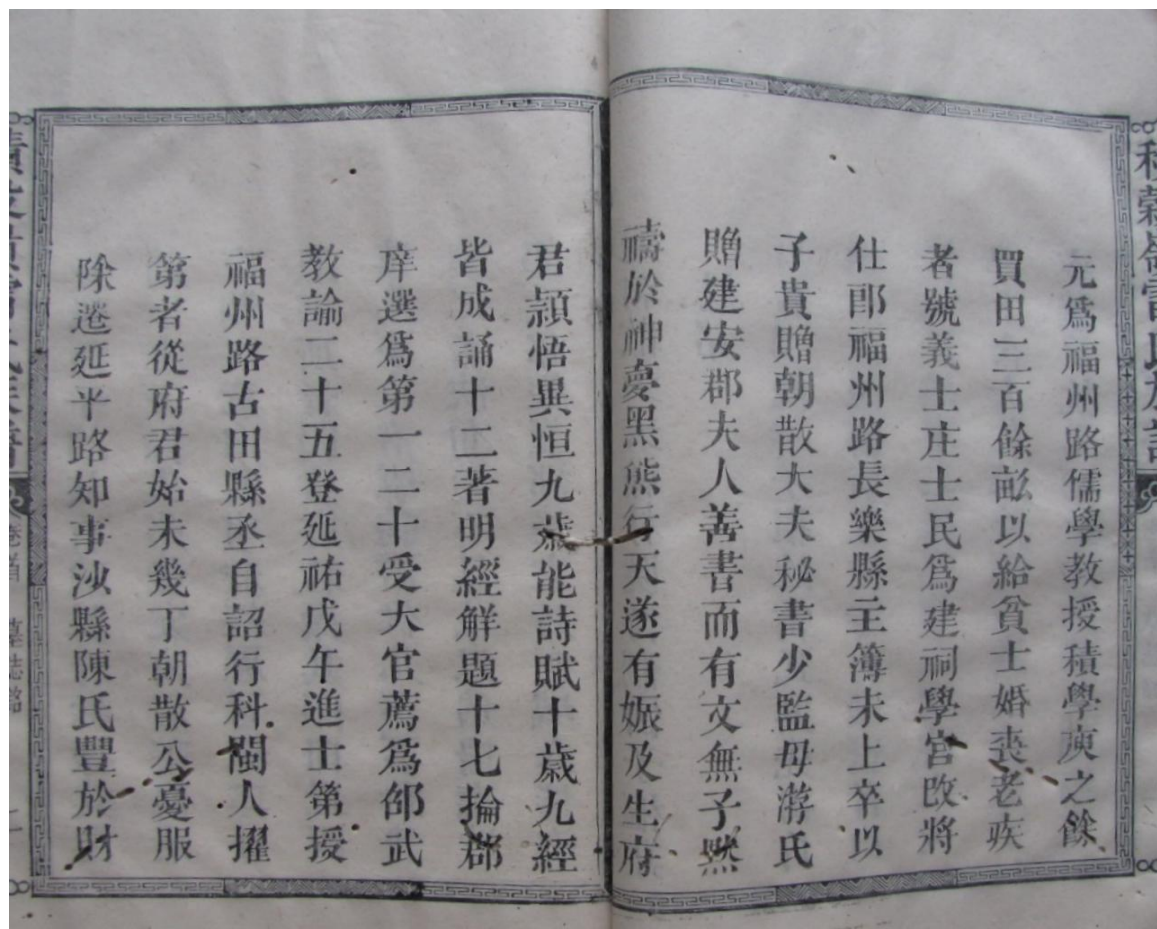 元爲福州路儒學教授積學㢏之餘
買田三百餘畝以給貧士婚喪老疾
者號義士庄士民爲建祠學宮改將
仕郎福州路長樂縣主簿未上卒以
子貴贈朝散大夫秘書少監母游氏
贈建安郡夫人善書而有文無子㷊
禱於神夢黑熊行天遂有娠及生府
君穎悟異恒九歲能詩賦十歲九經
皆成誦十二著明經解題十七掄郡
庠選爲第一二十受大官薦爲邵武
教諭二十五登延祐戊午進士第授
福州路古田縣丞自詔行科閩人擢
第者從府君始未幾丁朝散公憂服
除遷延平路知事沙縣陳氏豐於財
卷首 墓志銘